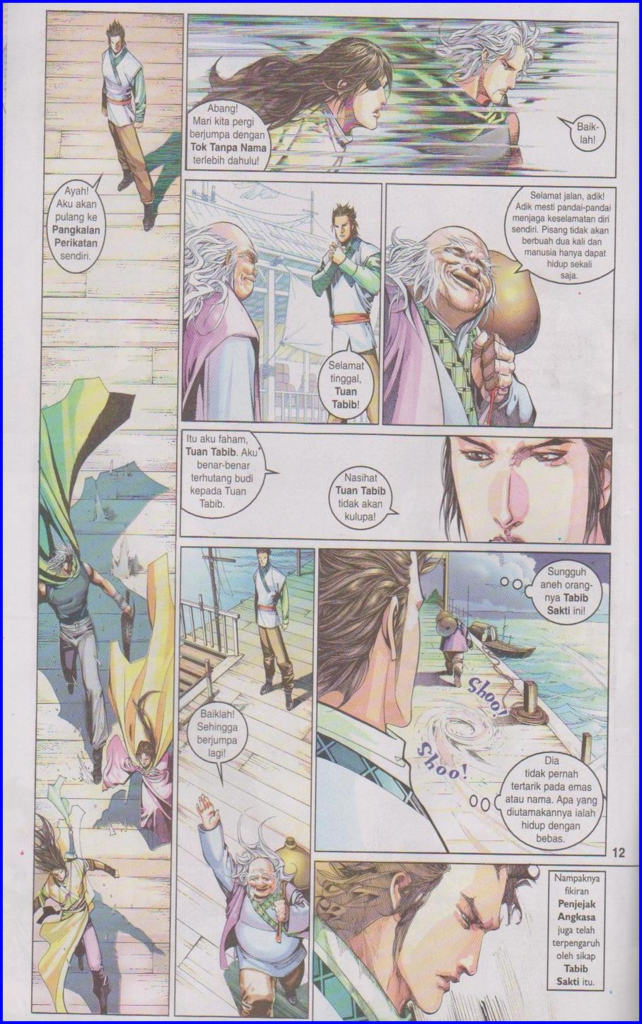 Ayah!
Aku akan
pulang ke
Pangkalan
Perikatan
sendiri.
Abang!
Mari kita pergi
berjumpa dengan
Tok Tanpa Nama
terlebih dahulu!
Baik-
lah!
Selamat
tinggal,
Tuan
Tabib!
Selamat jalan, adik!
Adik mesti pandai-pandai
menjaga keselamatan diri
sendiri. Pisang tidak akan
berbuah dua kali dan
manusia hanya dapat
hidup sekali
saja.
Itu aku faham,
Tuan Tabib. Aku
benar-benar
terhutang budi
kepada Tuan
Tabib.
Nasihat
Tuan Tabib
tidak akan
kulupa!
Baiklah!
Sehingga
berjumpa
lagi!
Sungguh
aneh orang-
nya Tabib
Sakti ini!
Shoo!
Shoo!
Dia
tidak pernah
tertarik pada emas
atau nama. Apa yang
diutamakannya ialah
hidup dengan
bebas.
12
Nampaknya
fikiran
Penjejak
Angkasa
juga telah
terpengaruh
oleh sikap
Tabib
Sakti itu.